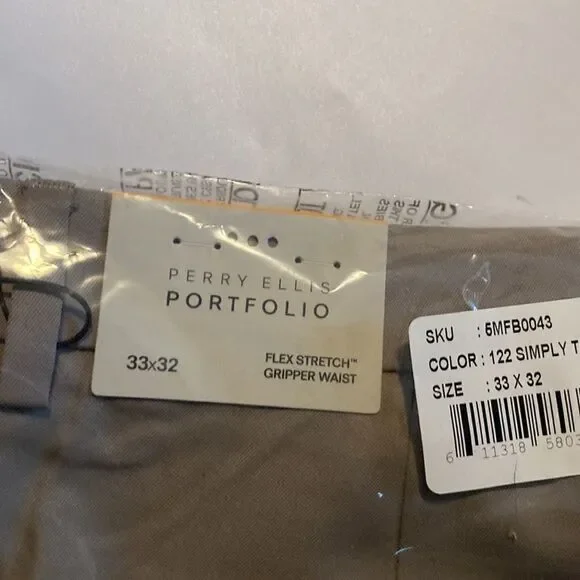 PERRY ELLIS
PORTFOLIO
33x32
FLEX STRETCH™
GRIPPER WAIST
SKU : 5MFB0043
COLOR : 122 SIMPLY T
SIZE : 33 X 32
6 11318 5803